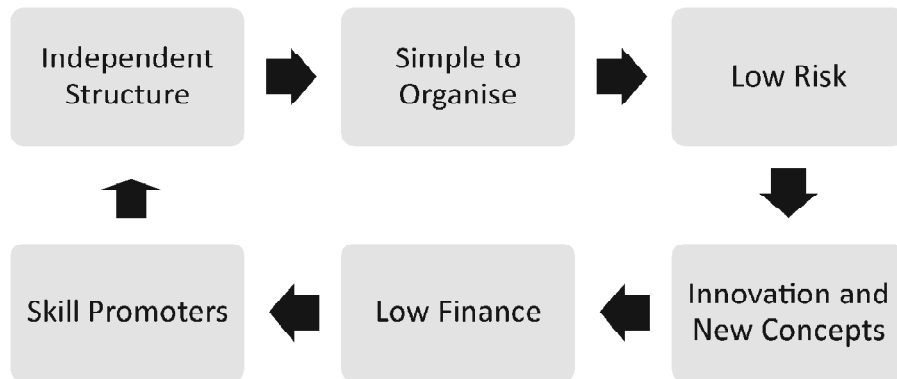 Independent
Structure
Simple to
Organise
Low Risk
Innovation and
New Concepts
Low Finance
Skill Promoters